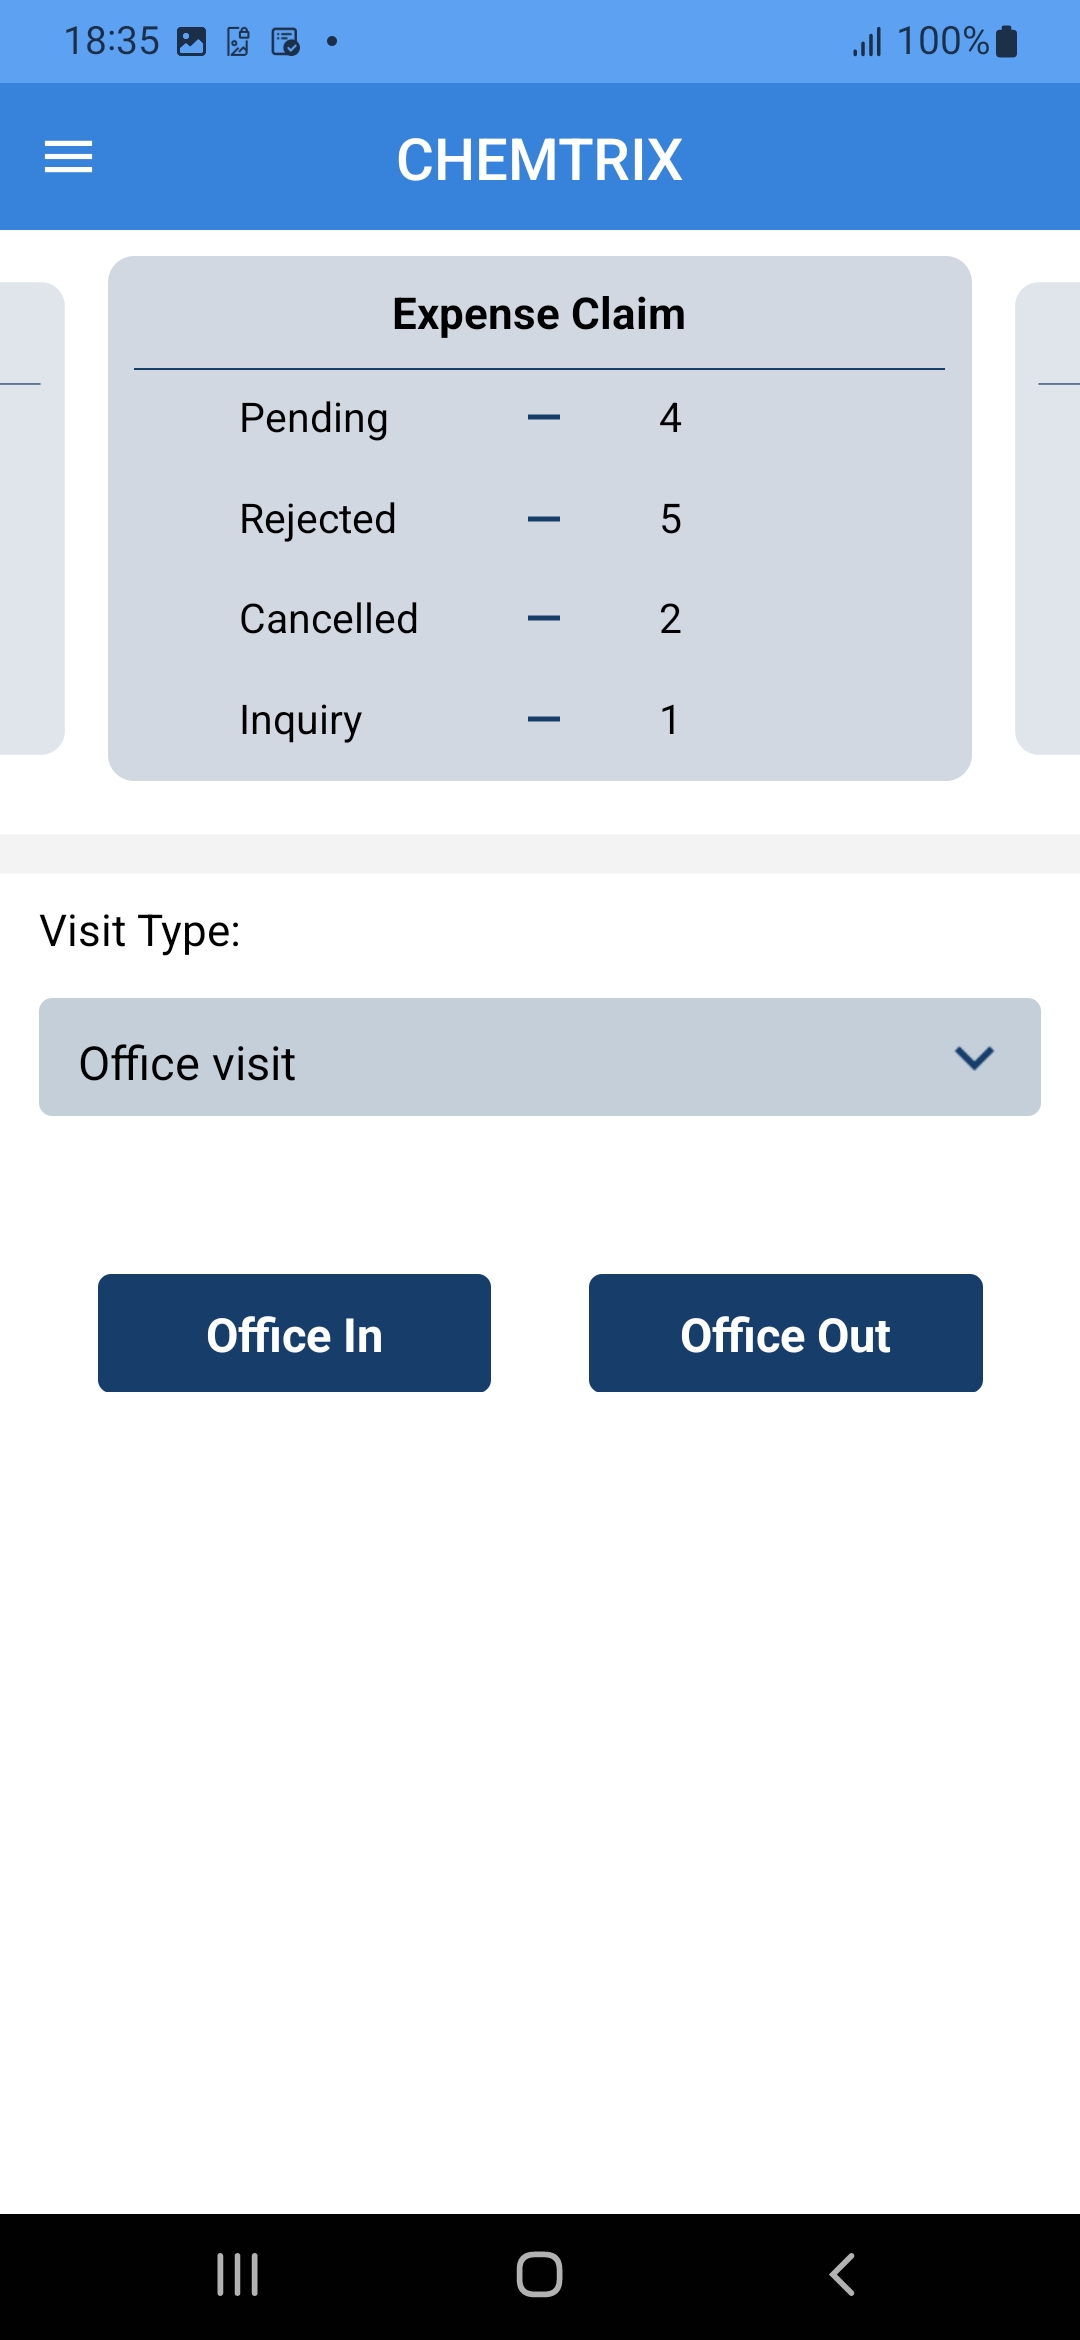 18:35 100%
CHEMTRIX
Expense Claim
Pending — 4
Rejected — 5
Cancelled — 2
Inquiry — 1
Visit Type:
Office visit
Office In Office Out